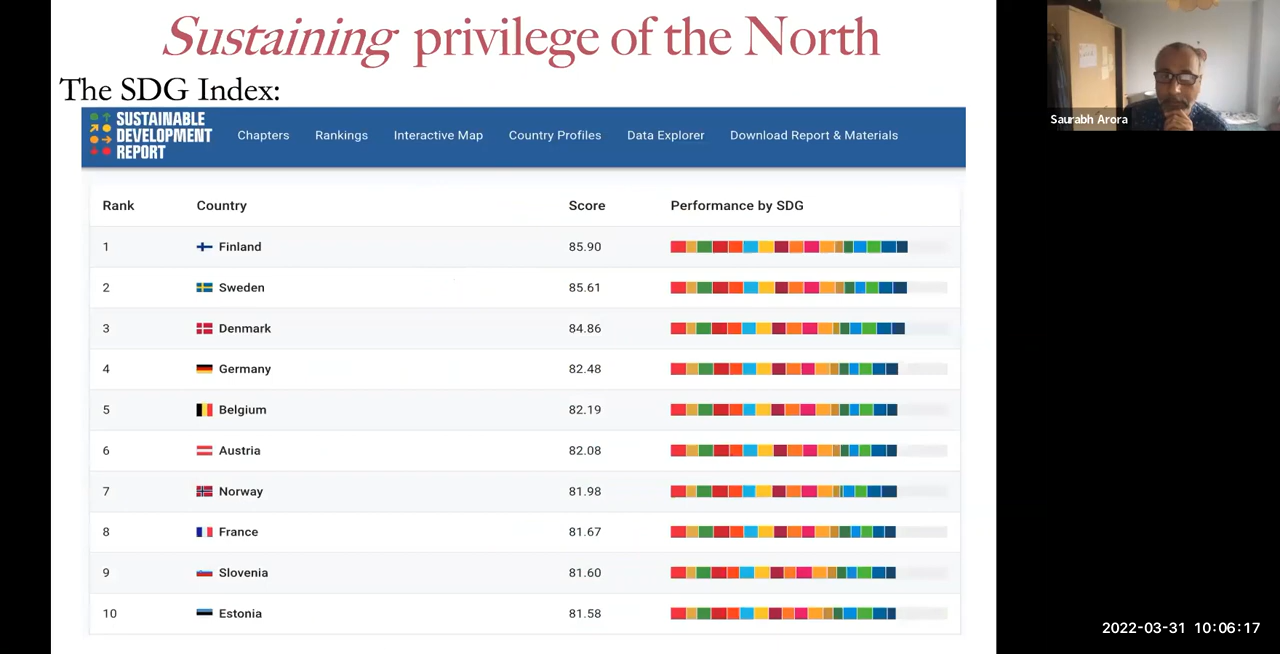 Sustaining privilege of the North
The SDG Index:
SUSTAINABLE
DEVELOPMENT
REPORT
Chapters Rankings Interactive Map Country Profiles Data Explorer Download Report & Materials
Rank Country Score Performance by SDG
1 Finland 85.90
2 Sweden 85.61
3 Denmark 84.86
4 Germany 82.48
5 Belgium 82.19
6 Austria 82.08
7 Norway 81.98
8 France 81.67
9 Slovenia 81.60
10 Estonia 81.58
Saurabh Arora
2022-03-31 10:06:17